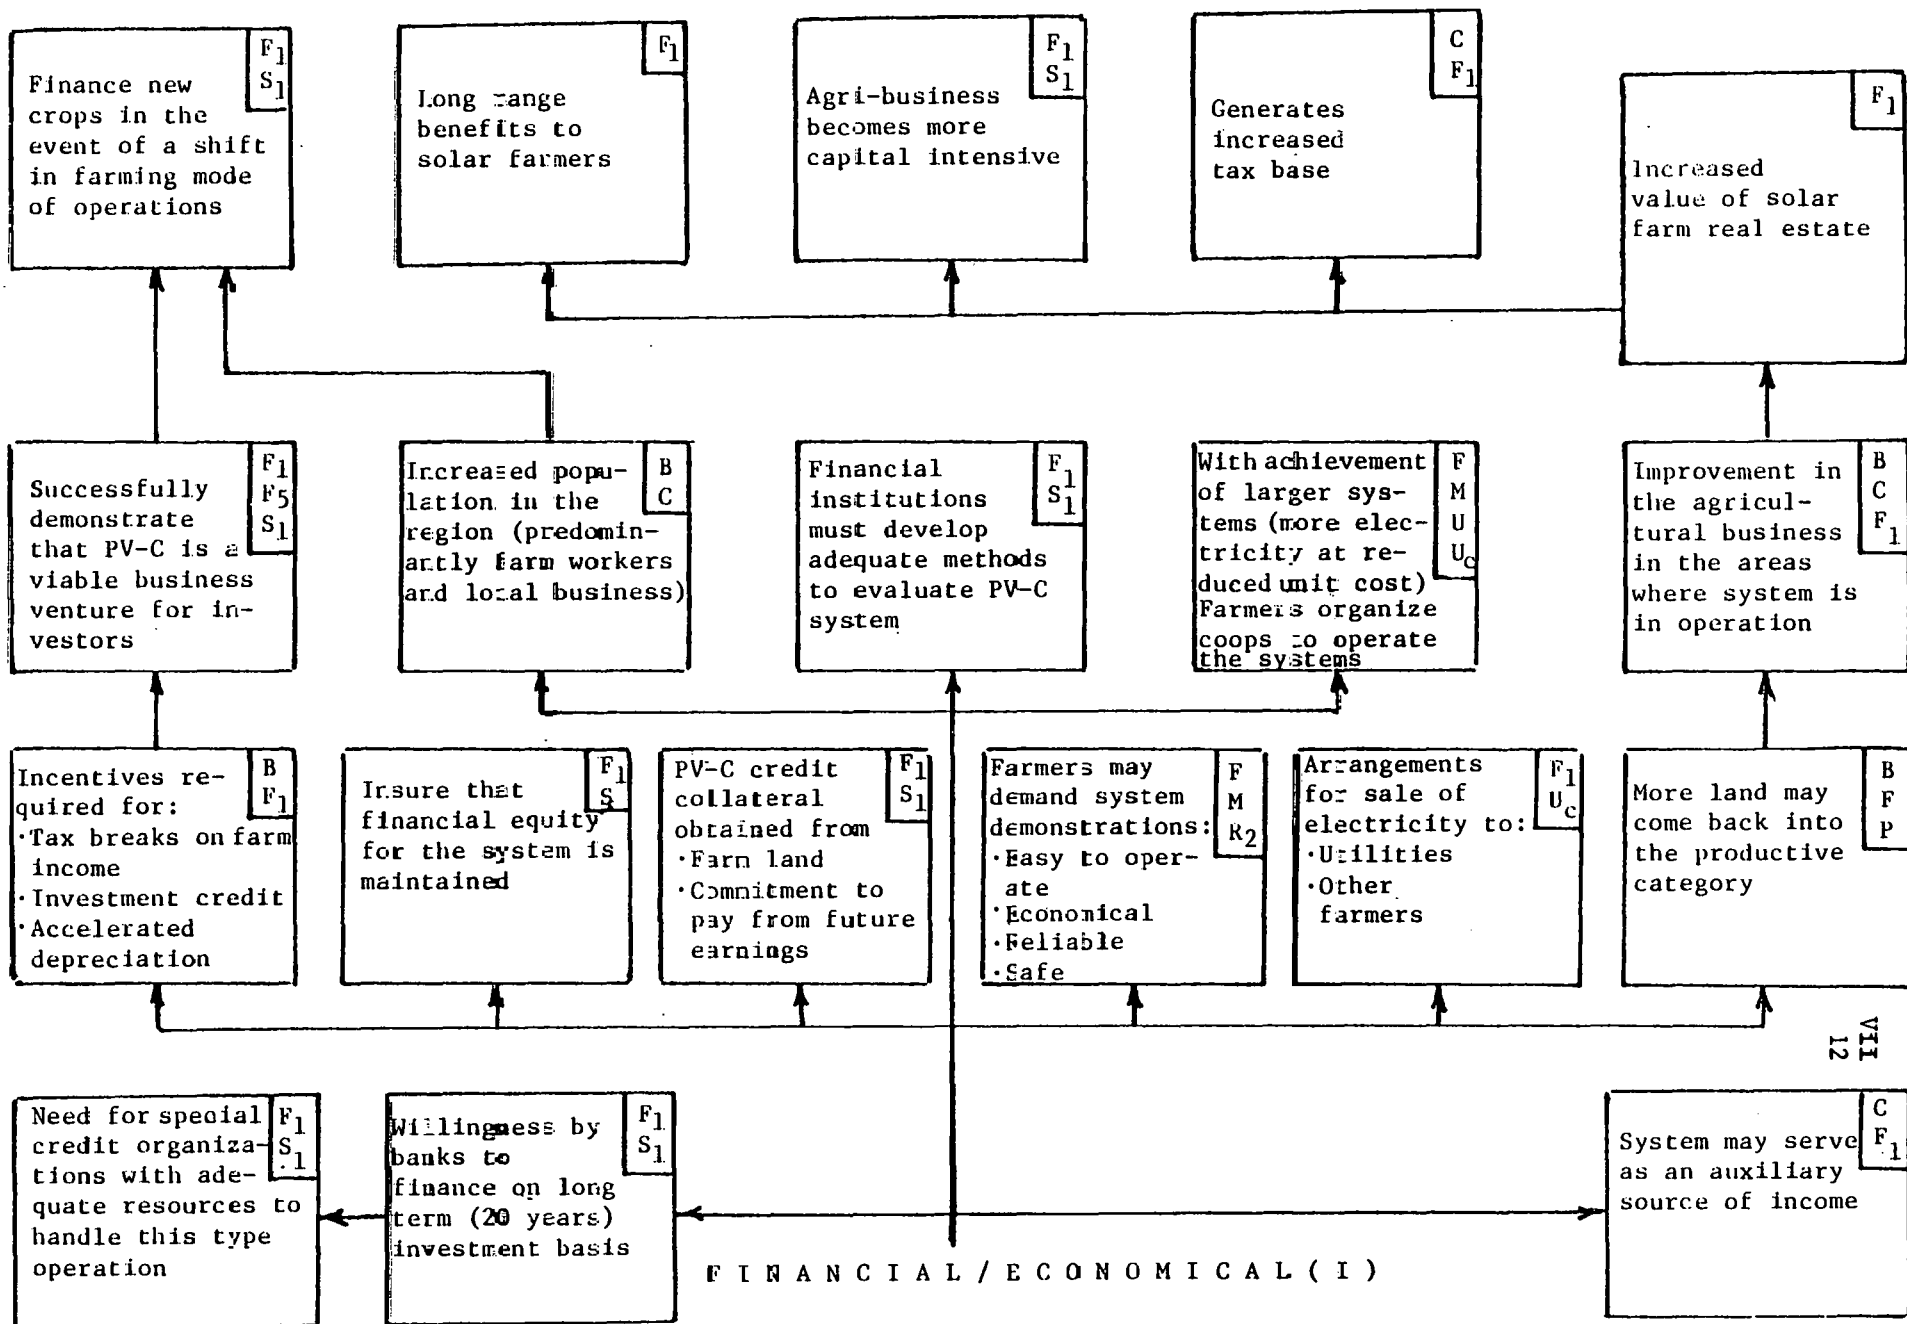 Finance new
crops in the
event of a shift
in farming mode
of operations
F1
S1
Long range
benefits to
solar farmers
F1
Agri-business
becomes more
capital intensive
F1
S1
Generates
increased
tax base
C
F1
Increased
value of solar
farm real estate
F1
Successfully
demonstrate
that PV-C is a
viable business
venture for in-
vestors
F1
F5
S1
Increased popu-
lation in the
region (predomin-
antly farm workers
and local business)
B
C
Financial
institutions
must develop
adequate methods
to evaluate PV-C
system
F1
S1
With achievement
of larger sys-
tems (more elec-
tricity at re-
duced unit cost)
Farmers organize
coops to operate
the systems
F
M
U
Uc
Improvement in
the agricul-
tural business
in the areas
where system is
in operation
B
C
F1
Incentives re-
quired for:
·Tax breaks on farm
income
·Investment credit
·Accelerated
depreciation
B
F1
Insure that
financial equity
for the system is
maintained
F1
S
PV-C credit
collateral
obtained from
·Farm land
·Commitment to
pay from future
earnings
F1
S1
Farmers may
demand system
demonstrations:
·Easy to oper-
ate
·Economical
·Reliable
·Safe
F
M
R2
Arrangements
for sale of
electricity to:
·Utilities
·Other
farmers
F1
Uc
More land may
come back into
the productive
category
B
F
P
VII
12
Need for special
credit organiza-
tions with ade-
quate resources to
handle this type
operation
F1
S1
Willingness by
banks to
finance on long
term (20 years)
investment basis
F1
S1
System may serve
as an auxiliary
source of income
C
F1
FINANCIAL/ECONOMICAL(I)